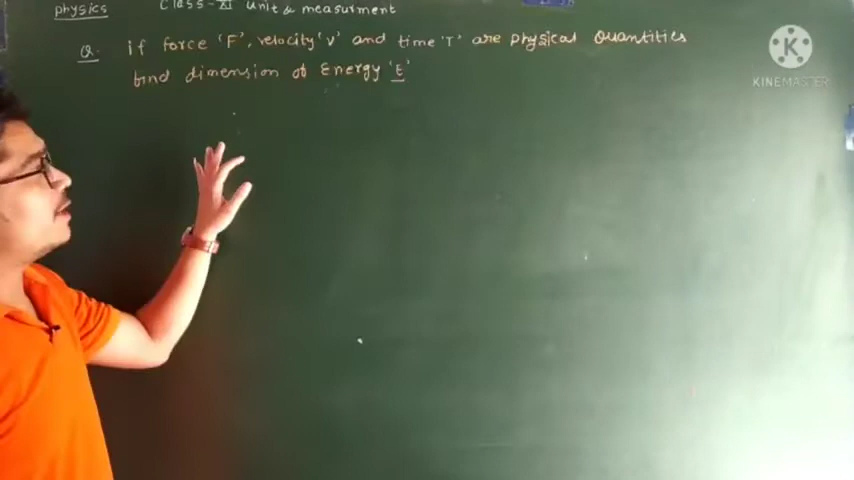 physics Class-XI unit & measurment
Q. if force 'F', velocity 'v' and time 'T' are physical Quantities
find dimension of Energy 'E'
K
KINEMASTER